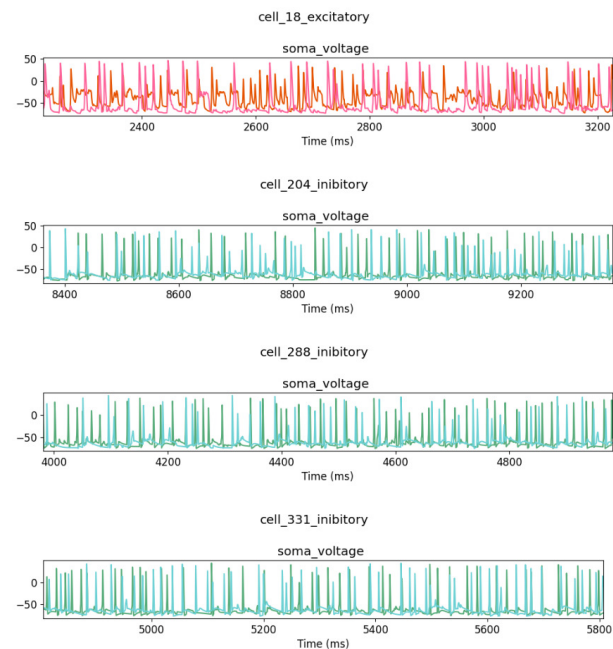 cell_18_excitatory
soma_voltage
50
0
−50
2400 2600 2800 3000 3200
Time (ms)
cell_204_inibitory
soma_voltage
50
0
−50
8400 8600 8800 9000 9200
Time (ms)
cell_288_inibitory
soma_voltage
0
−50
4000 4200 4400 4600 4800
Time (ms)
cell_331_inibitory
soma_voltage
0
−50
5000 5200 5400 5600 5800
Time (ms)